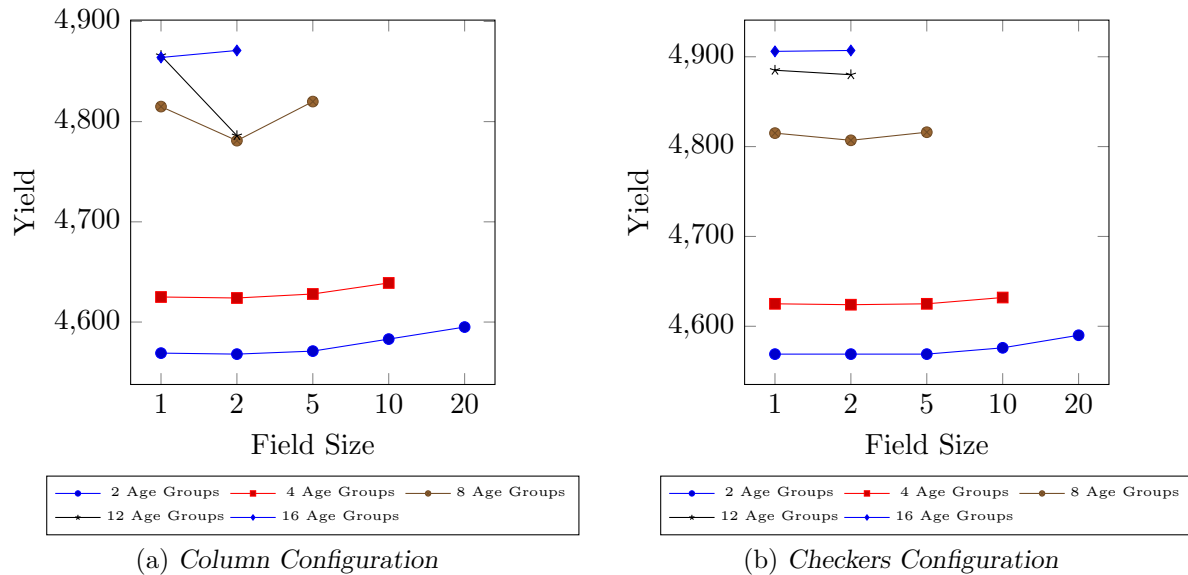 4,900
4,800
4,700
4,600
Yield
1 2 5 10 20
Field Size
2 Age Groups 4 Age Groups 8 Age Groups
12 Age Groups 16 Age Groups
(a) Column Configuration
4,900
4,800
4,700
4,600
Yield
1 2 5 10 20
Field Size
2 Age Groups 4 Age Groups 8 Age Groups
12 Age Groups 16 Age Groups
(b) Checkers Configuration